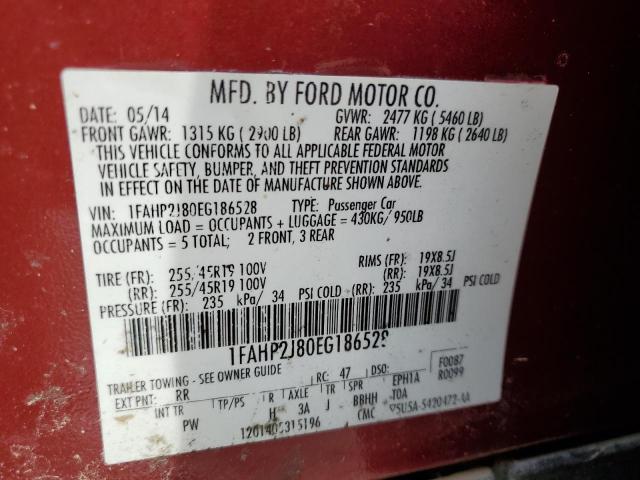 MFD. BY FORD MOTOR CO.
DATE: 05/14 GVWR: 2477 KG (5460 LB)
FRONT GAWR: 1315 KG (2900 LB) REAR GAWR: 1198 KG (2640 LB)
THIS VEHICLE CONFORMS TO ALL APPLICABLE FEDERAL MOTOR
VEHICLE SAFETY, BUMPER, AND THEFT PREVENTION STANDARDS
IN EFFECT ON THE DATE OF MANUFACTURE SHOWN ABOVE.
VIN: 1FAHP2J80EG186528 TYPE: Passenger Car
MAXIMUM LOAD = OCCUPANTS + LUGGAGE = 430KG/950LB
OCCUPANTS = 5 TOTAL; 2 FRONT, 3 REAR
TIRE (FR): 255/45R19 100V RIMS (FR): 19X8.5J
(RR): 255/45R19 100V (RR): 19X8.5J
PRESSURE (FR): 235 kPa/ 34 PSI COLD (RR): 235 kPa/ 34 PSI COLD
1FAHP2J80EG186528
TRAILER TOWING - SEE OWNER GUIDE
EXT PNT: RR RC: 47 DSO: F0087
INT TR TP/PS R AXLE TR SPR EPH1A R0099
PW H 3A J BBHH T0A
CMC